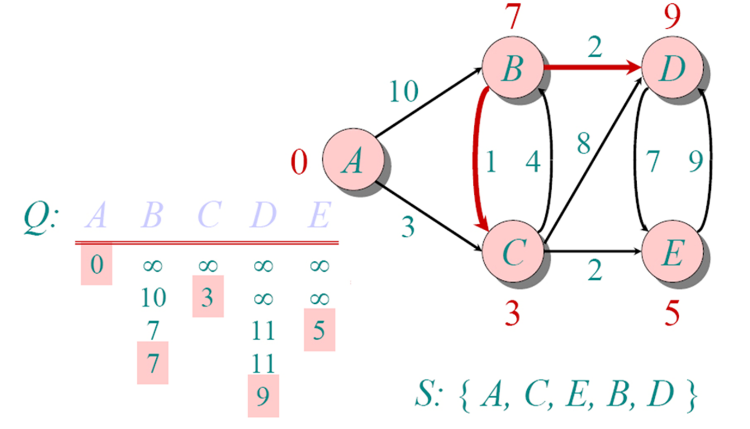 7 9
B 2 D
10
0 A 1 4 8 7 9
3
C 2 E
3 5
Q: A B C D E
0 ∞ ∞ ∞ ∞
10 3 ∞ ∞
7 11 5
7 11
9
S: { A, C, E, B, D }